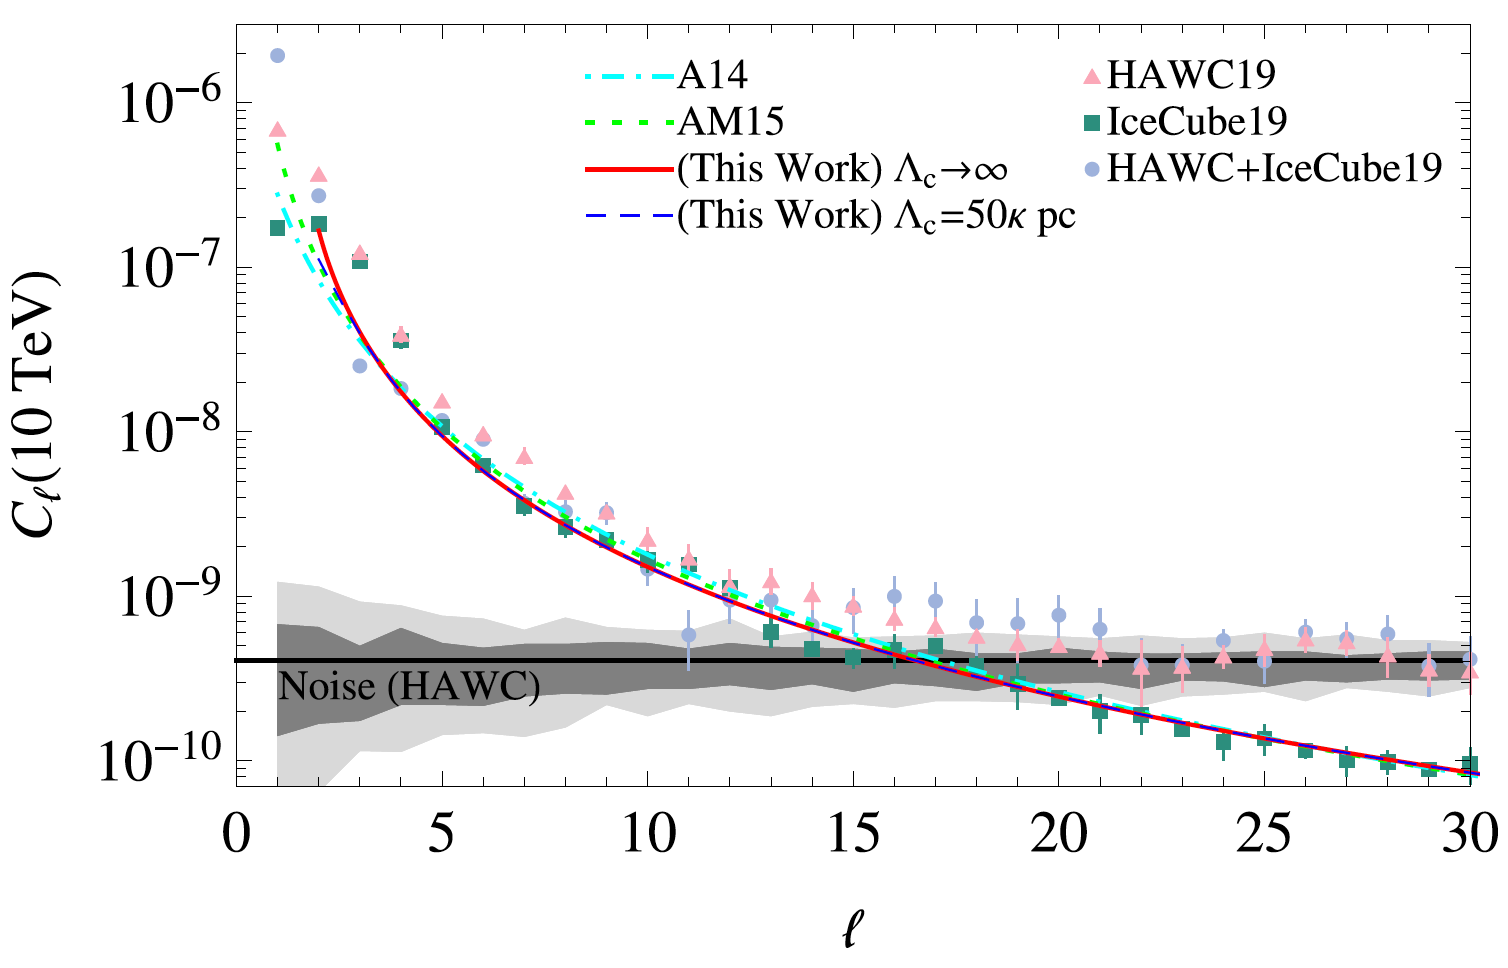 A14
AM15
(This Work) Λc→∞
(This Work) Λc=50κ pc
HAWC19
IceCube19
HAWC+IceCube19
Cℓ(10 TeV)
10−6
10−7
10−8
10−9
10−10
Noise (HAWC)
0 5 10 15 20 25 30
ℓ